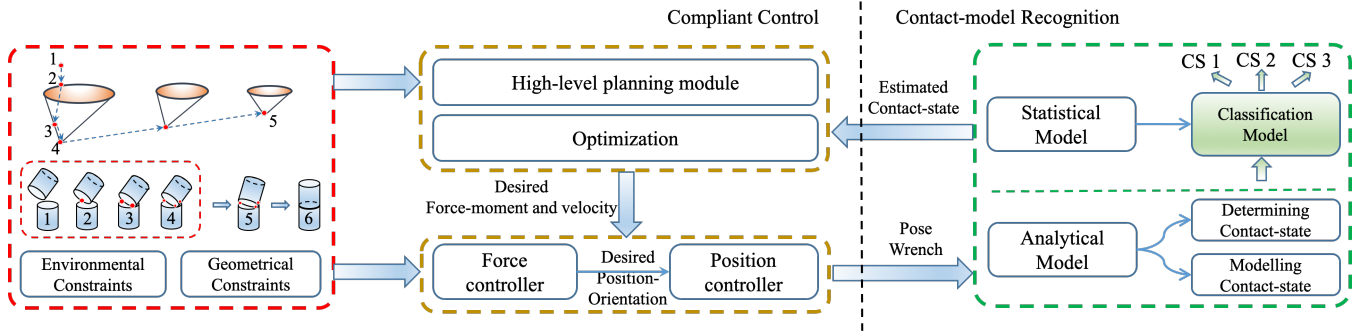 Compliant Control
Contact-model Recognition
1
2
3
4
5
1
2
3
4
5
6
Environmental
Constraints
Geometrical
Constraints
High-level planning module
Optimization
Desired
Force-moment and velocity
Force
controller
Desired
Position-
Orientation
Position
controller
Estimated
Contact-state
Pose
Wrench
CS 1
CS 2
CS 3
Statistical
Model
Classification
Model
Analytical
Model
Determining
Contact-state
Modelling
Contact-state